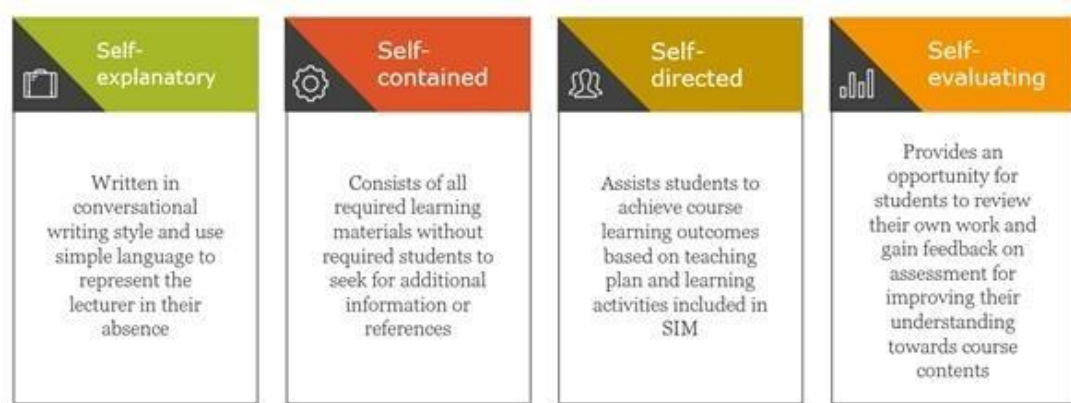 Self-
explanatory
Written in
conversational
writing style and use
simple language to
represent the
lecturer in their
absence
Self-
contained
Consists of all
required learning
materials without
required students to
seek for additional
information or
references
Self-
directed
Assists students to
achieve course
learning outcomes
based on teaching
plan and learning
activities included in
SIM
Self-
evaluating
Provides an
opportunity for
students to review
their own work and
gain feedback on
assessment for
improving their
understanding
towards course
contents